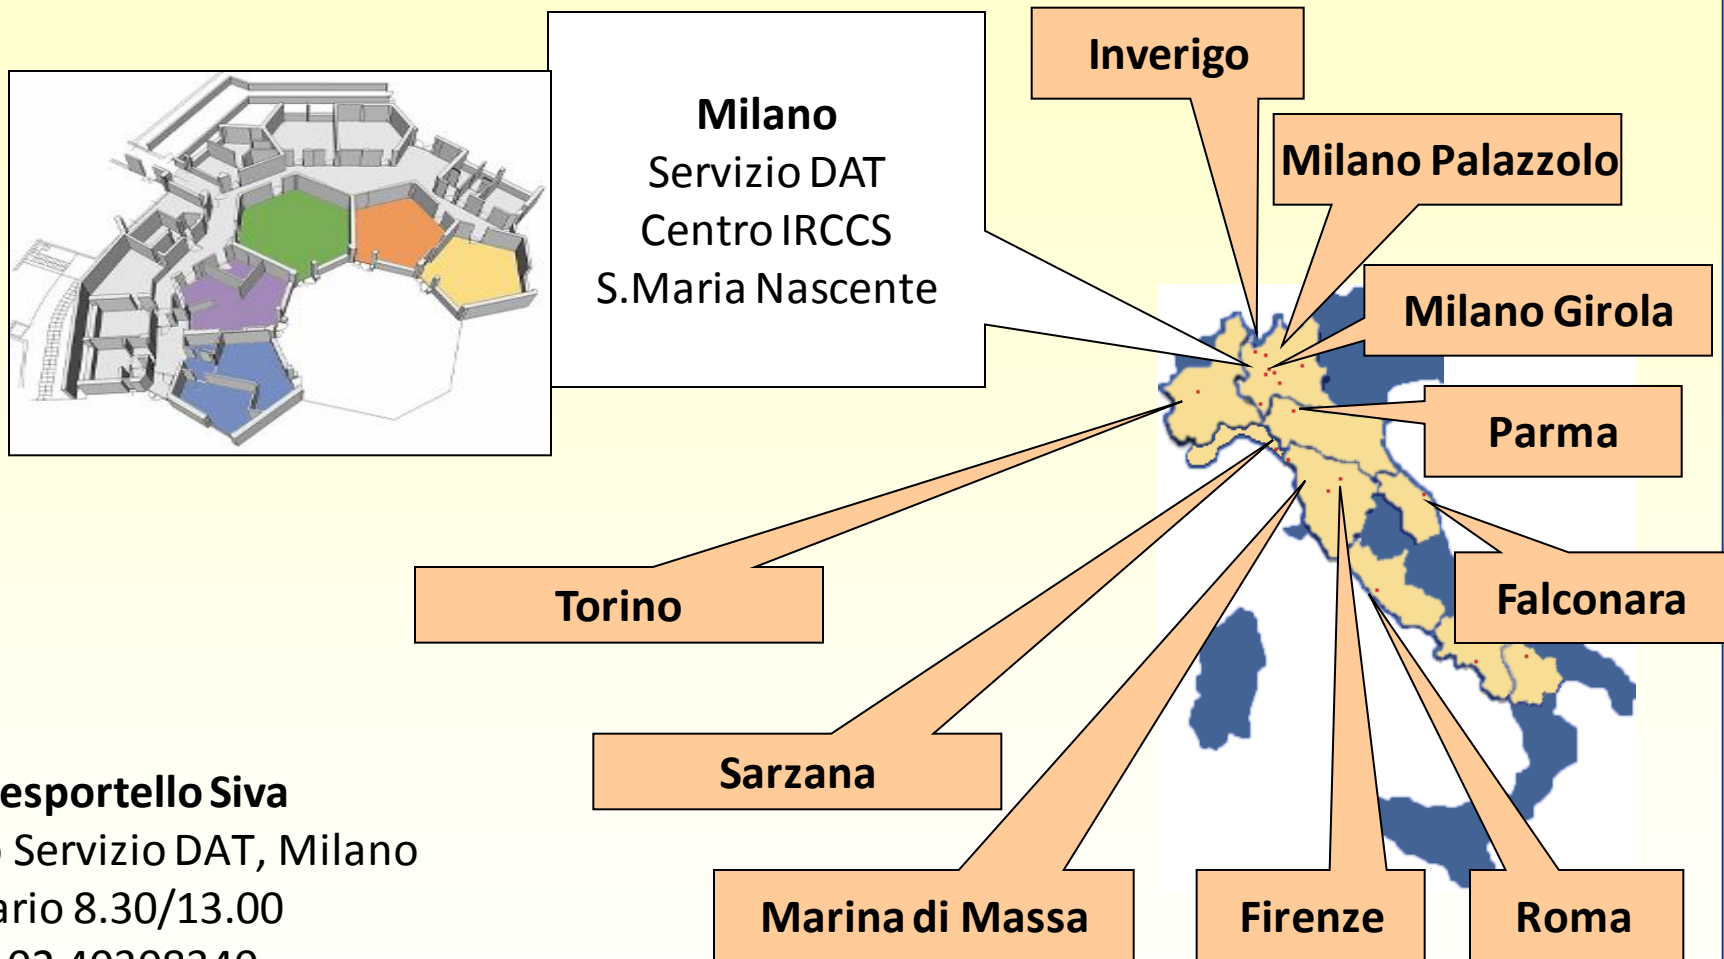 Milano
Servizio DAT
Centro IRCCS
S.Maria Nascente
Inverigo
Milano Palazzolo
Milano Girola
Parma
Torino
Falconara
Sarzana
esportello Siva
Servizio DAT, Milano
ario 8.30/13.00
Marina di Massa
Firenze
Roma